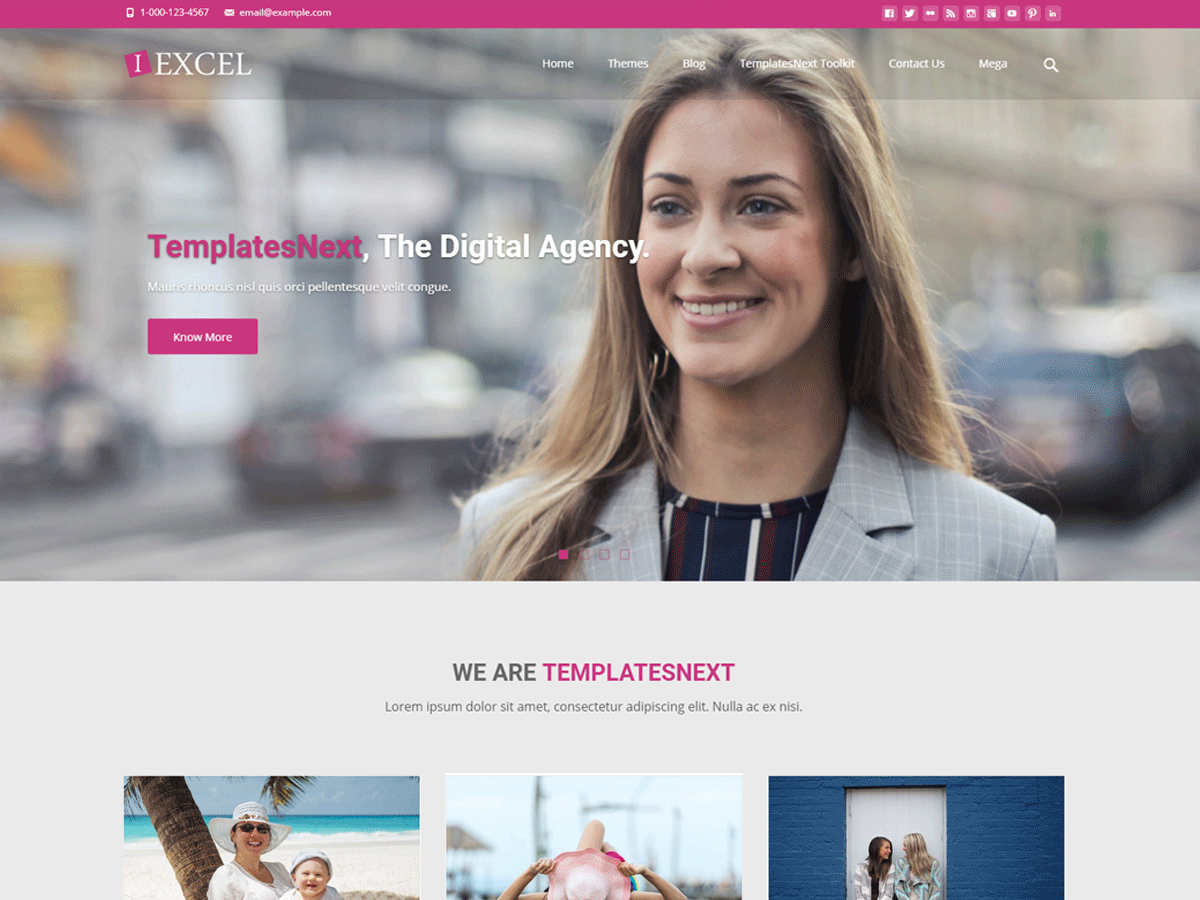 1-000-123-4567 email@example.com
I EXCEL
Home Themes Blog TemplatesNext Toolkit Contact Us Mega
TemplatesNext, The Digital Agency.
Mauris rhoncus nisl quis orci pellentesque velit congue.
Know More
WE ARE TEMPLATESNEXT
Lorem ipsum dolor sit amet, consectetur adipiscing elit. Nulla ac ex nisi.